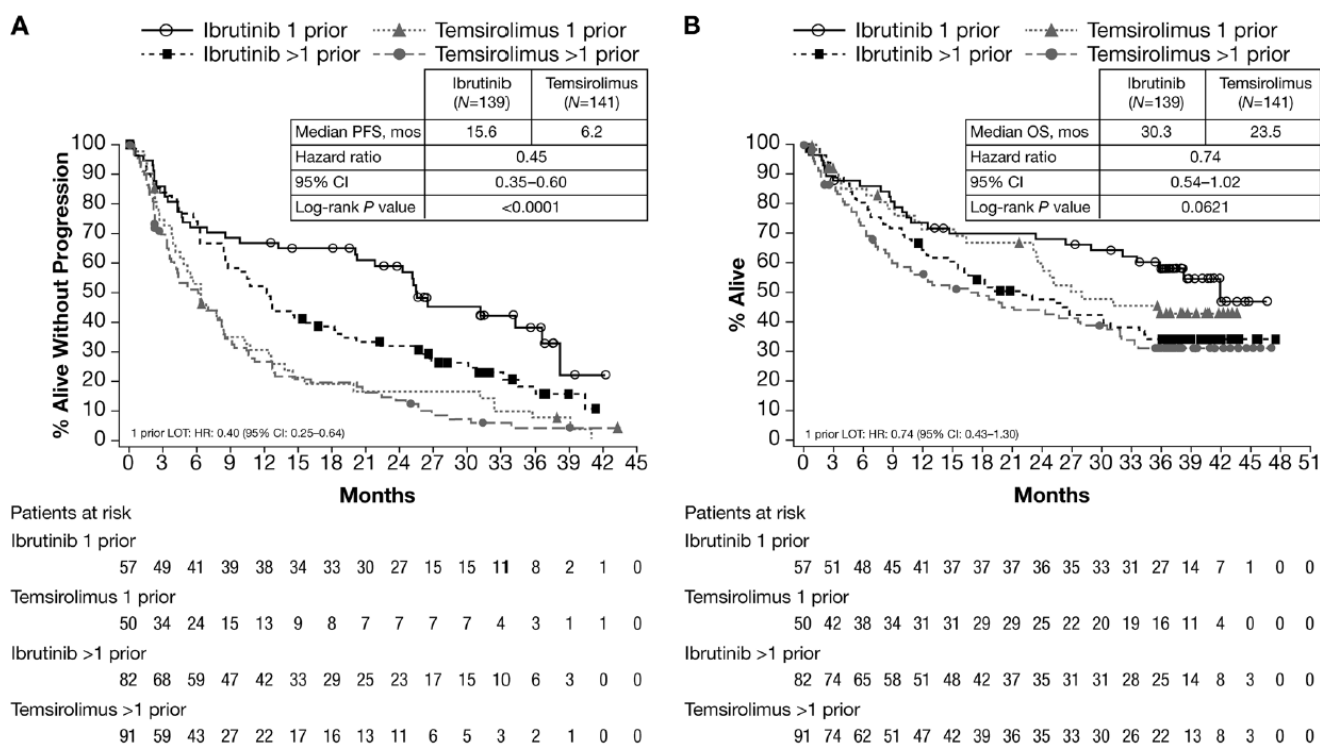 A
Ibrutinib 1 prior Temsirolimus 1 prior
Ibrutinib >1 prior Temsirolimus >1 prior
Ibrutinib (N=139) Temsirolimus (N=141)
Median PFS, mos 15.6 6.2
Hazard ratio 0.45
95% CI 0.35–0.60
Log-rank P value <0.0001
% Alive Without Progression
100
90
80
70
60
50
40
30
20
10
0
1 prior LOT: HR: 0.40 (95% CI: 0.25–0.64)
0 3 6 9 12 15 18 21 24 27 30 33 36 39 42 45
Months
Patients at risk
Ibrutinib 1 prior
57 49 41 39 38 34 33 30 27 15 15 11 8 2 1 0
Temsirolimus 1 prior
50 34 24 15 13 9 8 7 7 7 7 4 3 1 1 0
Ibrutinib >1 prior
82 68 59 47 42 33 29 25 23 17 15 10 6 3 0 0
Temsirolimus >1 prior
91 59 43 27 22 17 16 13 11 6 5 3 2 1 0 0
B
Ibrutinib 1 prior Temsirolimus 1 prior
Ibrutinib >1 prior Temsirolimus >1 prior
Ibrutinib (N=139) Temsirolimus (N=141)
Median OS, mos 30.3 23.5
Hazard ratio 0.74
95% CI 0.54–1.02
Log-rank P value 0.0621
% Alive
100
90
80
70
60
50
40
30
20
10
0
1 prior LOT: HR: 0.74 (95% CI: 0.43–1.30)
0 3 6 9 12 15 18 21 24 27 30 33 36 39 42 45 48 51
Months
Patients at risk
Ibrutinib 1 prior
57 51 48 45 41 37 37 37 36 35 33 31 27 14 7 1 0 0
Temsirolimus 1 prior
50 42 38 34 31 31 29 29 25 22 20 19 16 11 4 0 0 0
Ibrutinib >1 prior
82 74 65 58 51 48 42 37 35 31 31 28 25 14 8 3 0 0
Temsirolimus >1 prior
91 74 62 51 47 42 39 36 35 33 30 26 22 13 8 3 0 0